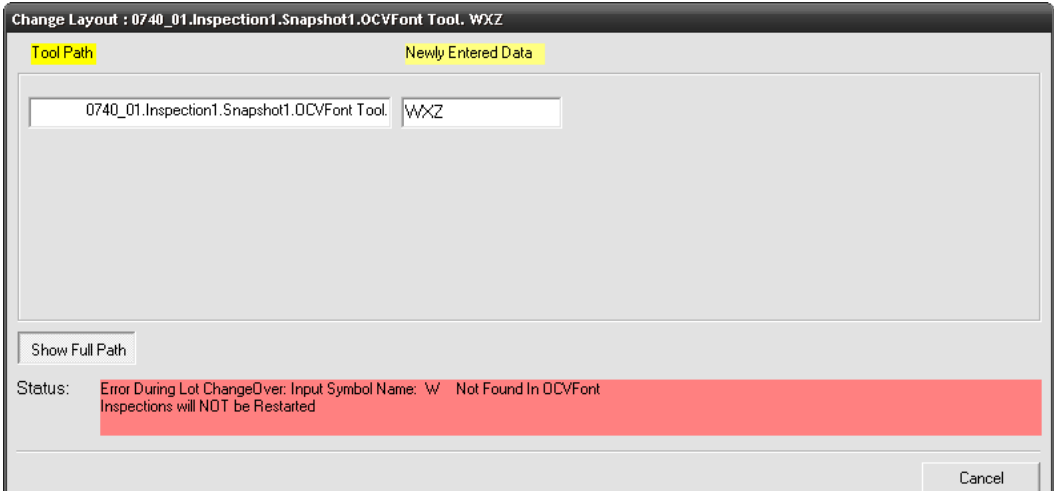 Change Layout : 0740_01.Inspection1.Snapshot1.OCVFont Tool. WXZ
Tool Path Newly Entered Data
0740_01.Inspection1.Snapshot1.OCVFont Tool. WXZ
Show Full Path
Status: Error During Lot ChangeOver: Input Symbol Name: W Not Found In OCVFont
Inspections will NOT be Restarted
Cancel